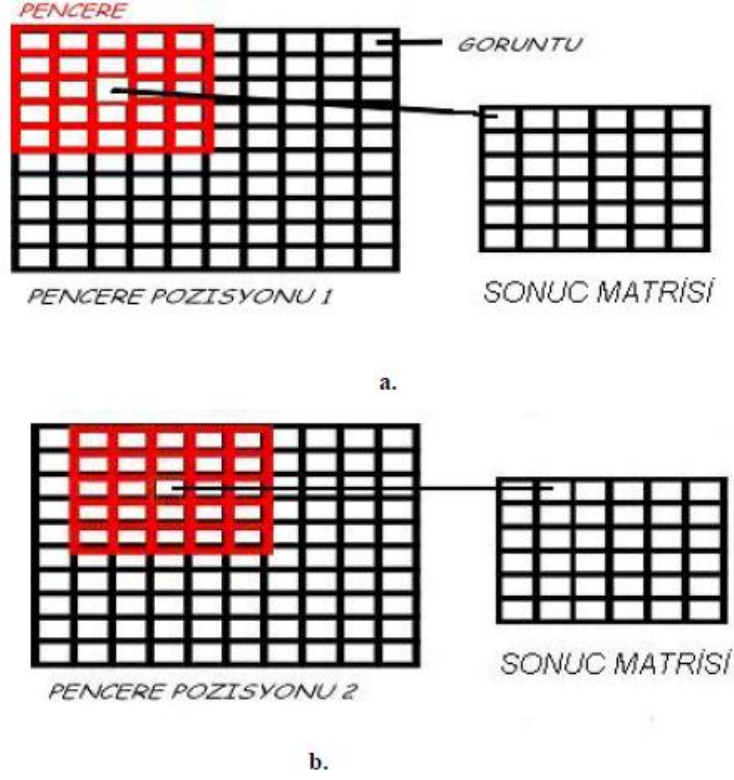 PENCERE
GORUNTU
PENCERE POZISYONU 1
SONUC MATRİSİ
a.
PENCERE POZISYONU 2
SONUC MATRİSİ
b.